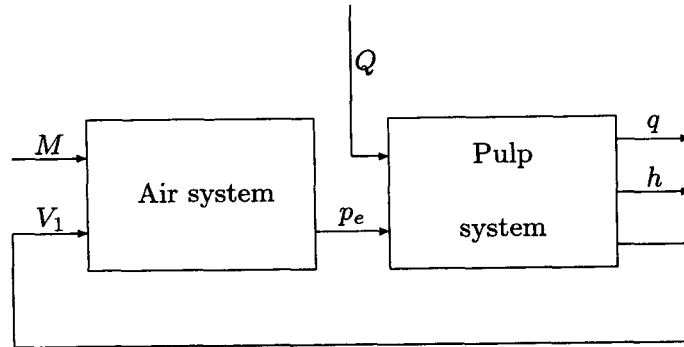 Q
M
Air system
V₁
pₑ
Pulp
system
q
h